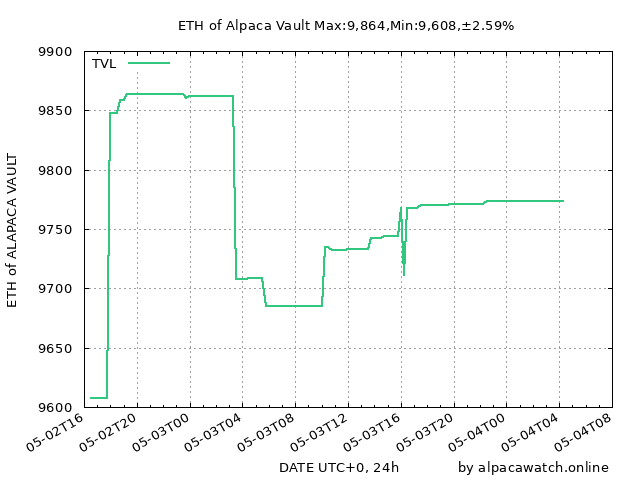 ETH of Alpaca Vault Max:9,864,Min:9,608,±2.59%
TVL
9900
9850
9800
9750
9700
9650
9600
ETH of ALAPACA VAULT
05-02T16
05-02T20
05-03T00
05-03T04
05-03T08
05-03T12
05-03T16
05-03T20
05-04T00
05-04T04
05-04T08
DATE UTC+0, 24h
by alpacawatch.online